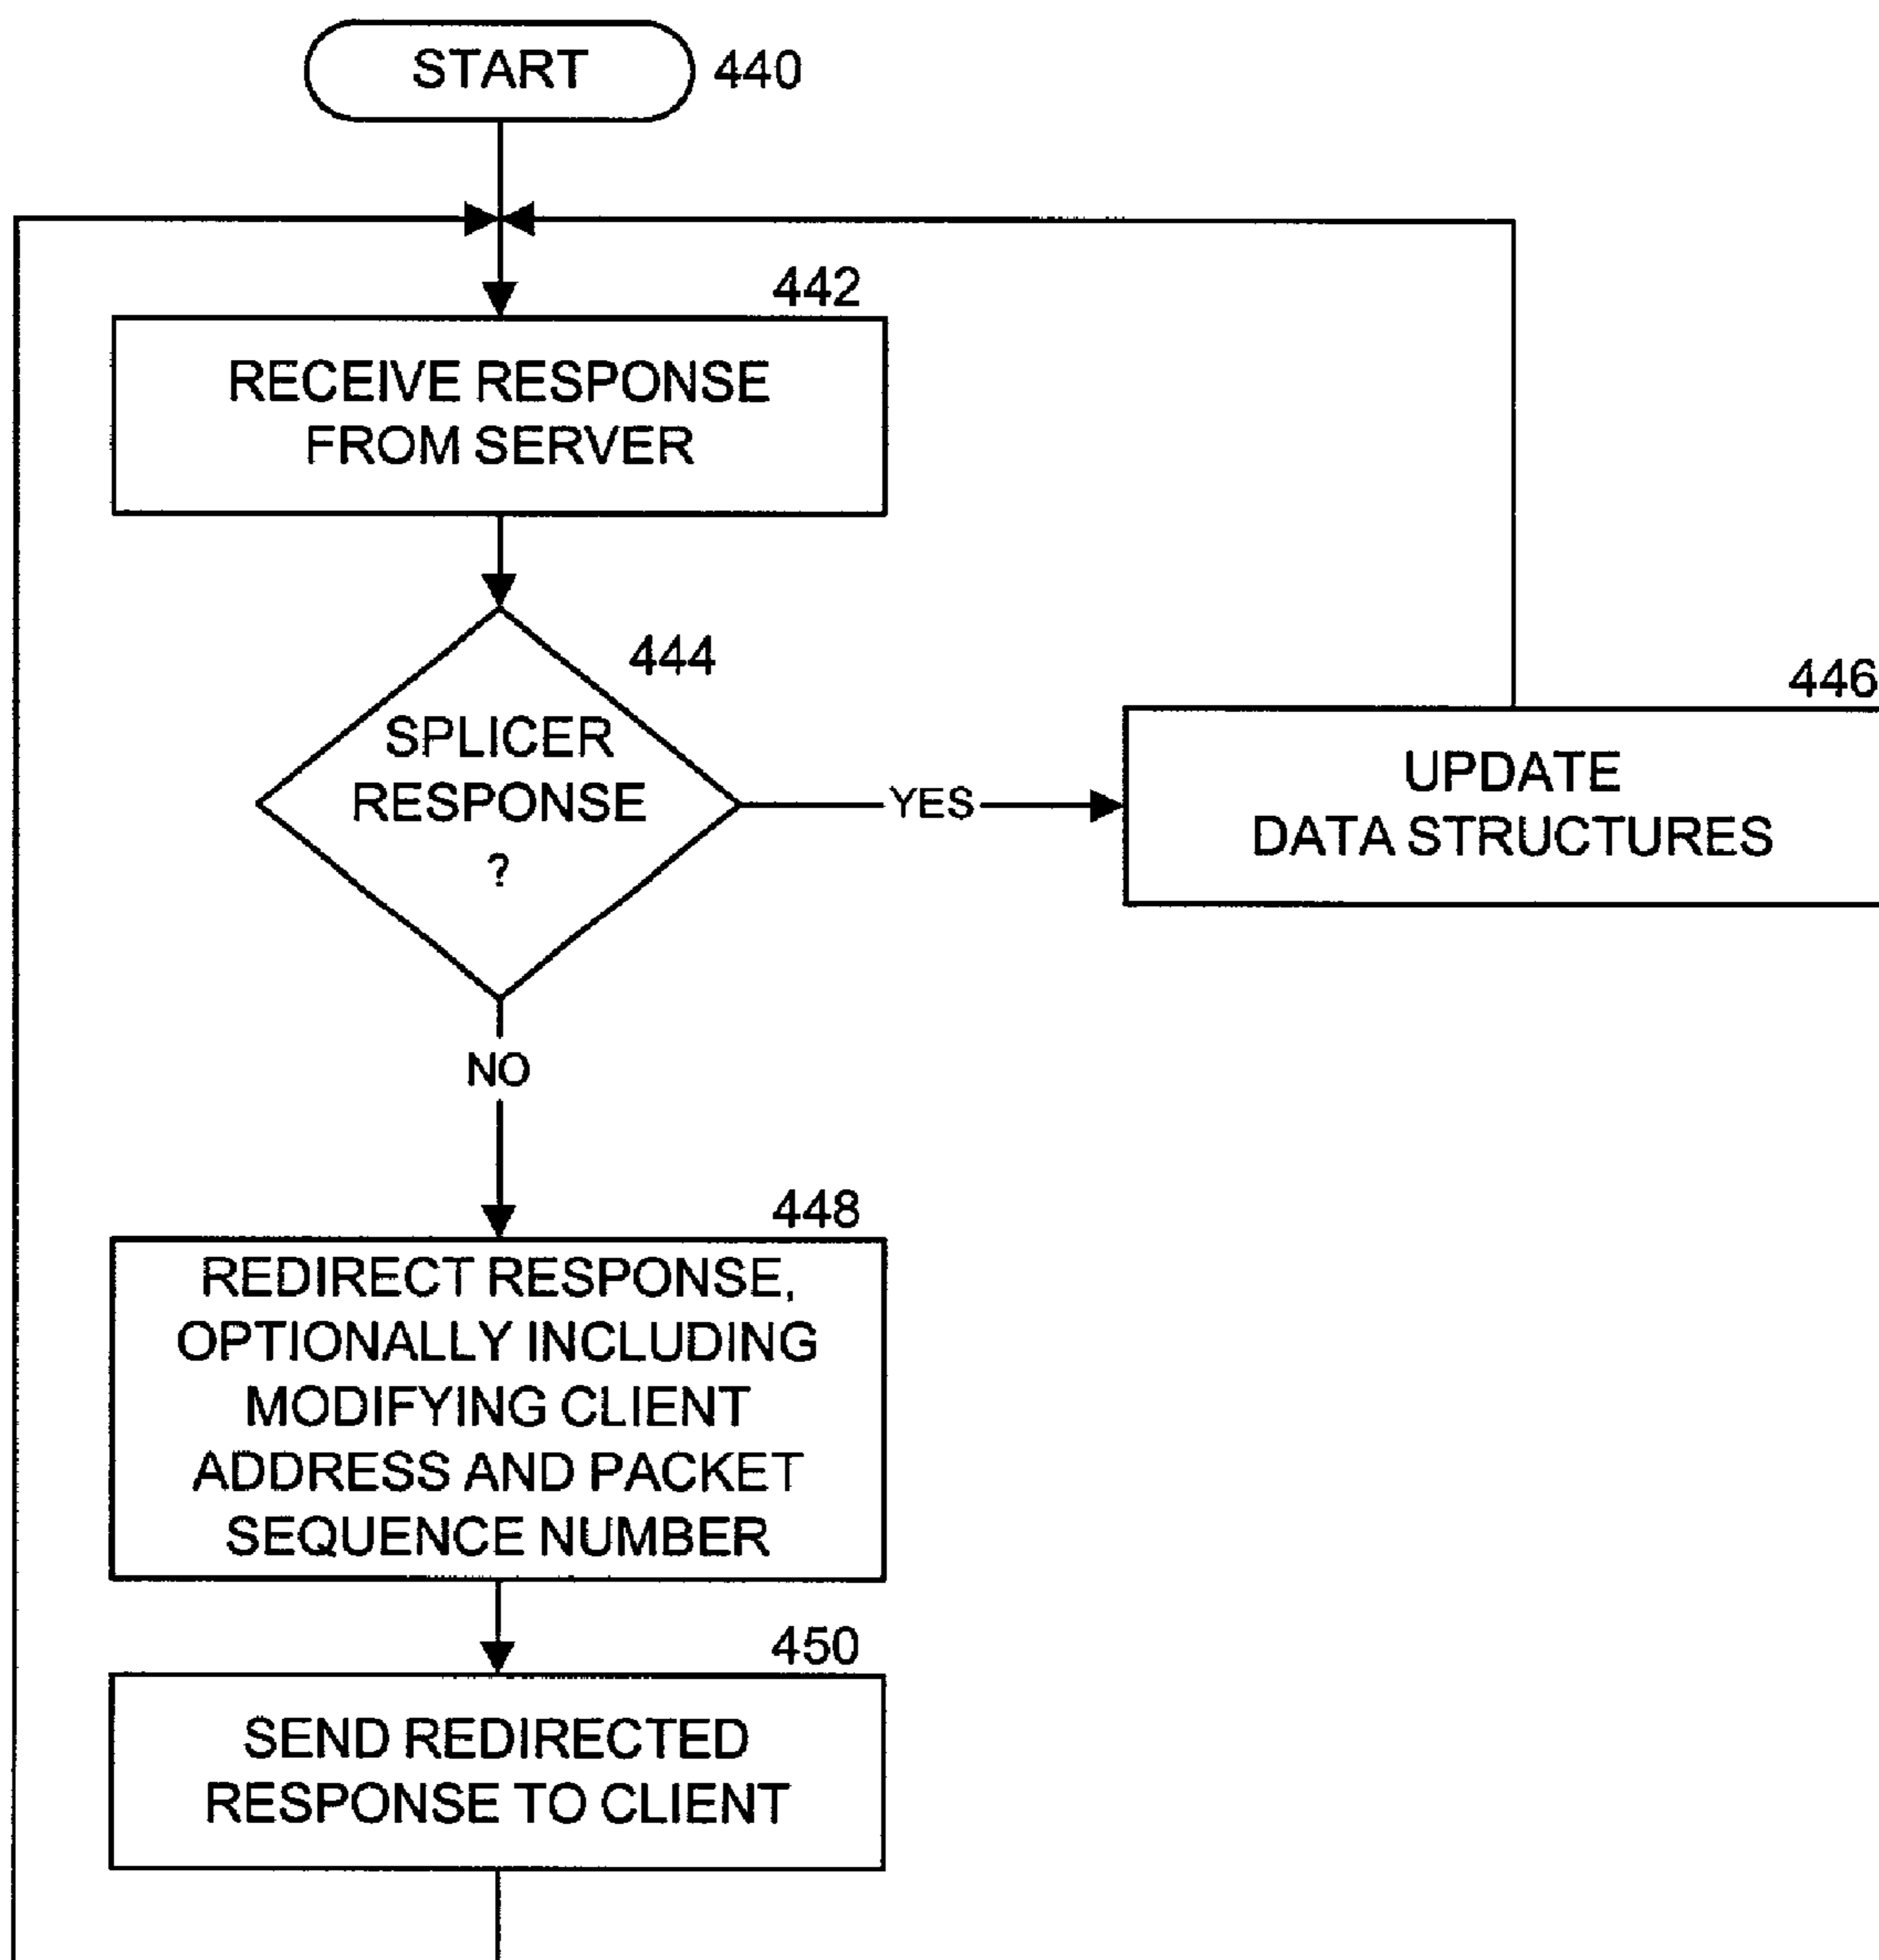 START 440
442
RECEIVE RESPONSE
FROM SERVER
444
SPLICER
RESPONSE
?
YES
446
UPDATE
DATA STRUCTURES
NO
448
REDIRECT RESPONSE,
OPTIONALLY INCLUDING
MODIFYING CLIENT
ADDRESS AND PACKET
SEQUENCE NUMBER
450
SEND REDIRECTED
RESPONSE TO CLIENT